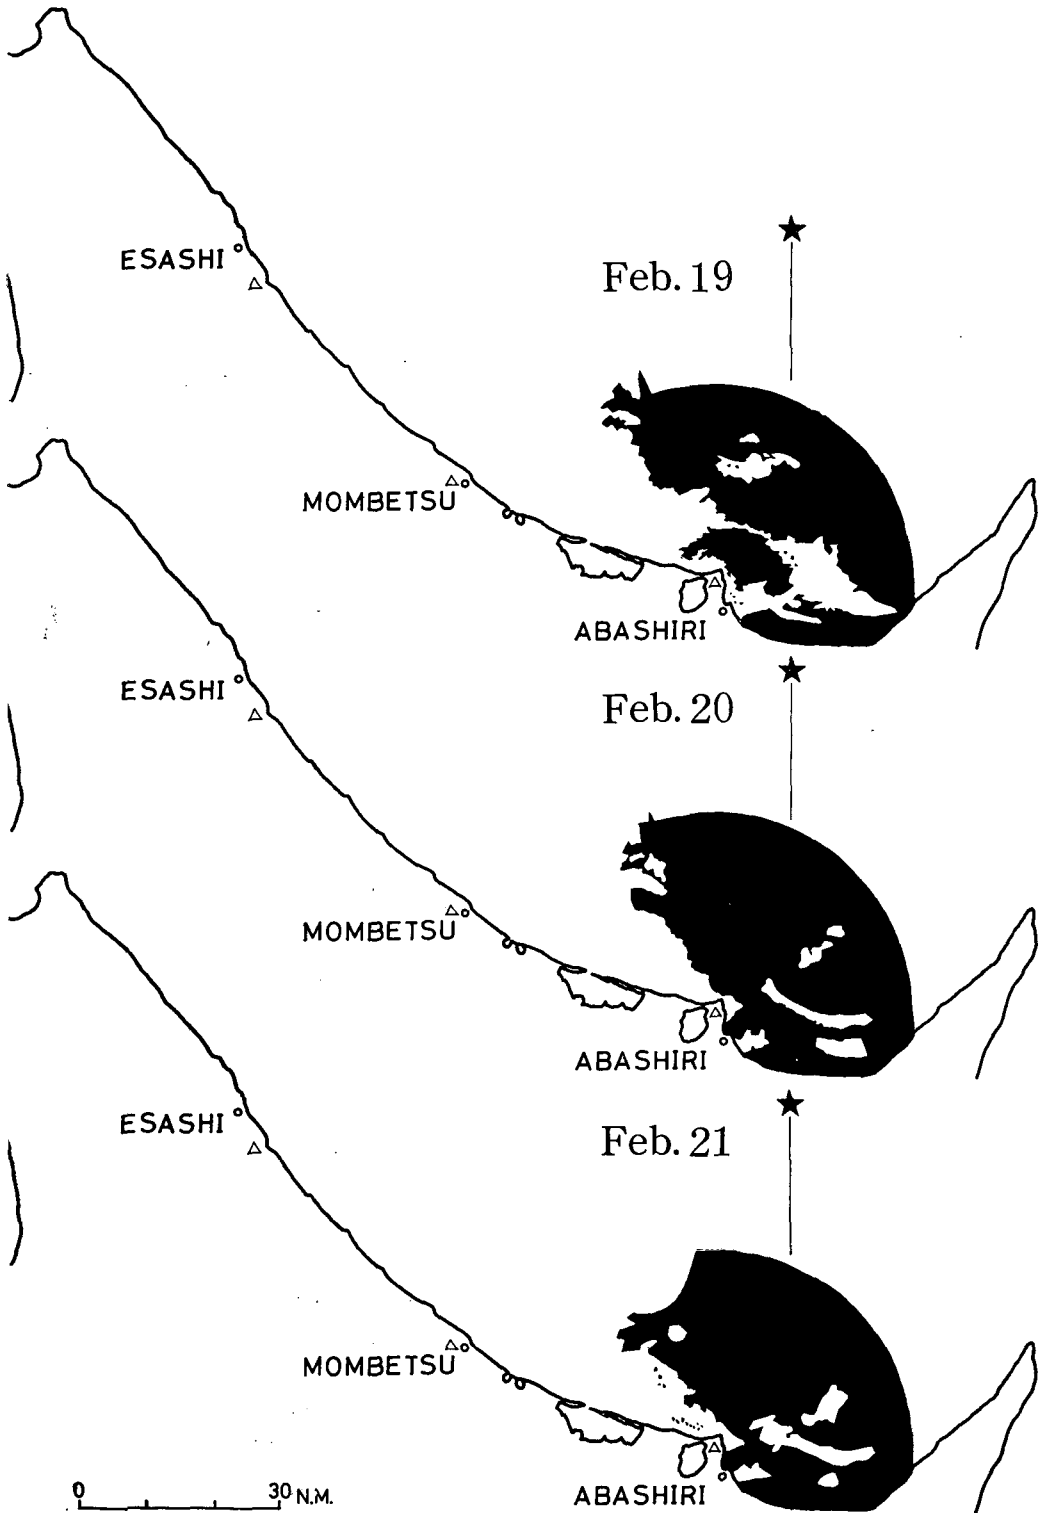 ESASHI
Feb. 19
MOMBETSU
ABASHIRI
ESASHI
Feb. 20
MOMBETSU
ABASHIRI
ESASHI
Feb. 21
MOMBETSU
ABASHIRI
0 30 N.M.